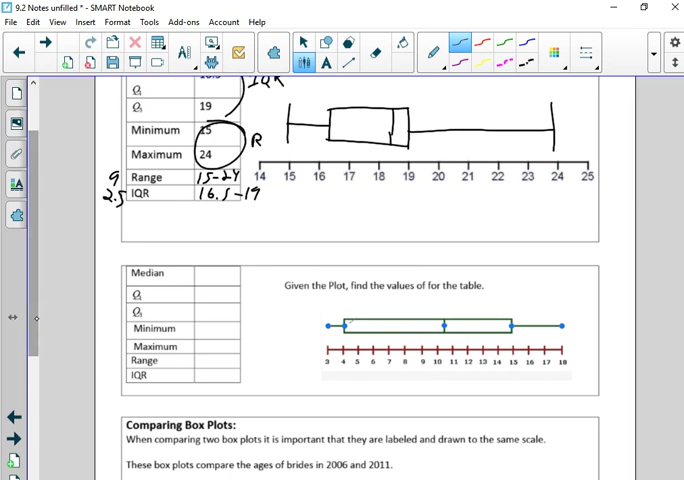 9.2 Notes unfilled * - SMART Notebook
File Edit View Insert Format Tools Add-ons Account Help
16.5 IQR
Q₁
Q₃ 19
Minimum 15
Maximum 24 R
9 Range 15-24
2.5 IQR 16.5-19
14 15 16 17 18 19 20 21 22 23 24 25
Median
Given the Plot, find the values of for the table.
Minimum
Maximum
Range
IQR
3 4 5 6 7 8 9 10 11 12 13 14 15 16 17 18
Comparing Box Plots:
When comparing two box plots it is important that they are labeled and drawn to the same scale.
These box plots compare the ages of brides in 2006 and 2011.